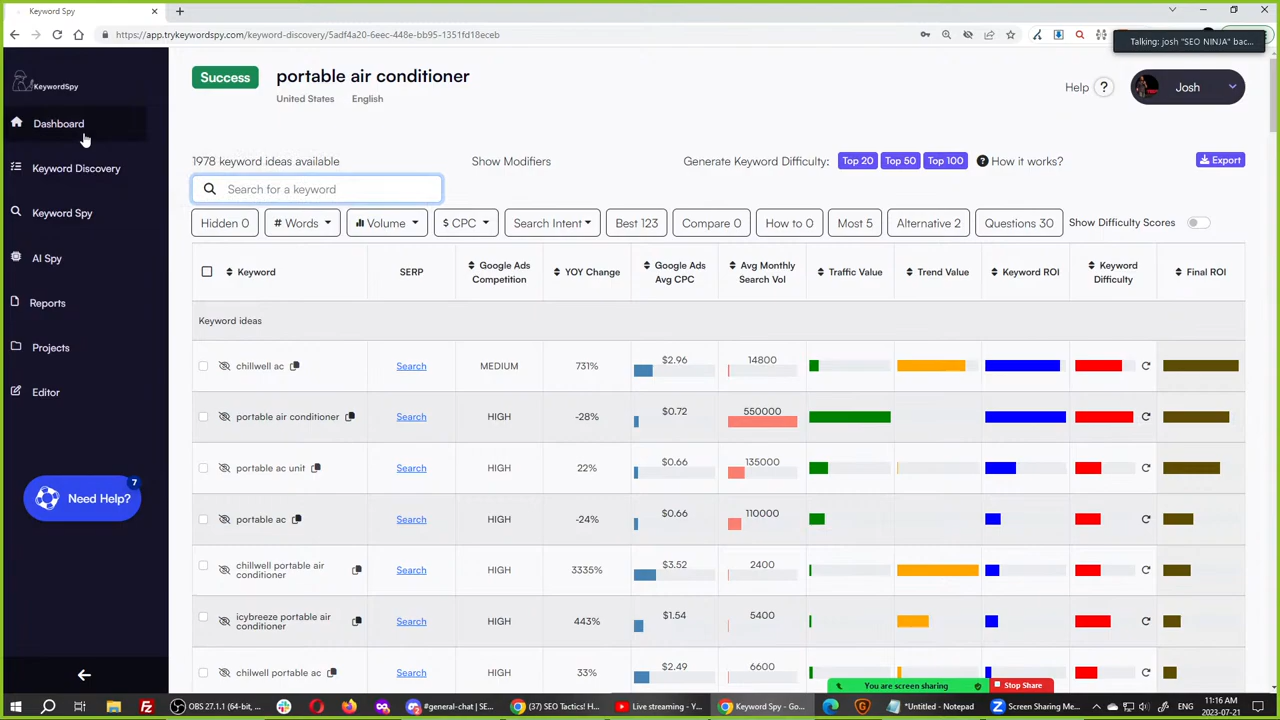 Keyword Spy
https://app.trykeywordspy.com/keyword-discovery/5adf4a20-6eec-448e-bb95-1351fd18eceb
Talking: josh "SEO NINJA" bac...
KeywordSpy
Dashboard
Keyword Discovery
Keyword Spy
AI Spy
Reports
Projects
Editor
7
Need Help?
Success
portable air conditioner
United States English
Help ?
Josh
1978 keyword ideas available
Show Modifiers
Generate Keyword Difficulty: Top 20 Top 50 Top 100 How it works?
Export
Search for a keyword
Hidden 0 # Words Volume $ CPC Search Intent Best 123 Compare 0 How to 0 Most 5 Alternative 2 Questions 30 Show Difficulty Scores
Keyword SERP Google Ads Competition YOY Change Google Ads Avg CPC Avg Monthly Search Vol Traffic Value Trend Value Keyword ROI Keyword Difficulty Final ROI
Keyword ideas
chillwell ac Search MEDIUM 731% $2.96 14800
portable air conditioner Search HIGH -28% $0.72 550000
portable ac unit Search HIGH 22% $0.66 135000
portable ac Search HIGH -24% $0.66 110000
chillwell portable air conditioner Search HIGH 3335% $3.52 2400
icybreeze portable air conditioner Search HIGH 443% $1.54 5400
chilwell portable ac Search HIGH 33% $2.49 6600
You are screen sharing Stop Share
OBS 27.1.1 (64-bit, ...
#general-chat | SE...
(37) SEO Tactics3 H...
Live streaming - Y...
Keyword Spy - Go...
*Untitled - Notepad
Screen Sharing Me...
11:16 AM
2023-07-21